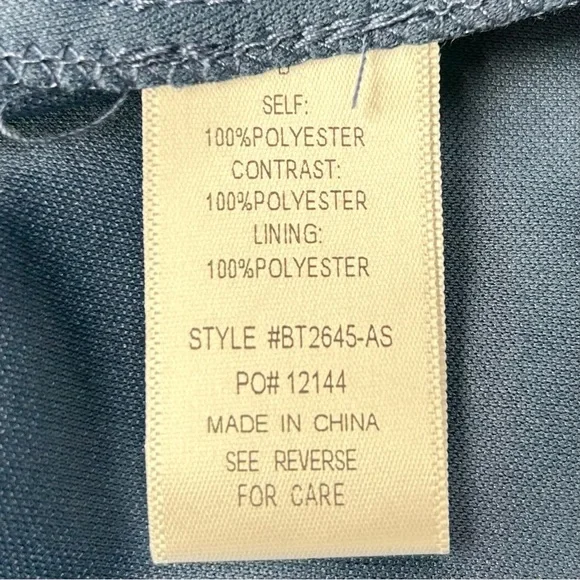 SELF:
100%POLYESTER
CONTRAST:
100%POLYESTER
LINING:
100%POLYESTER
STYLE #BT2645-AS
PO# 12144
MADE IN CHINA
SEE REVERSE
FOR CARE